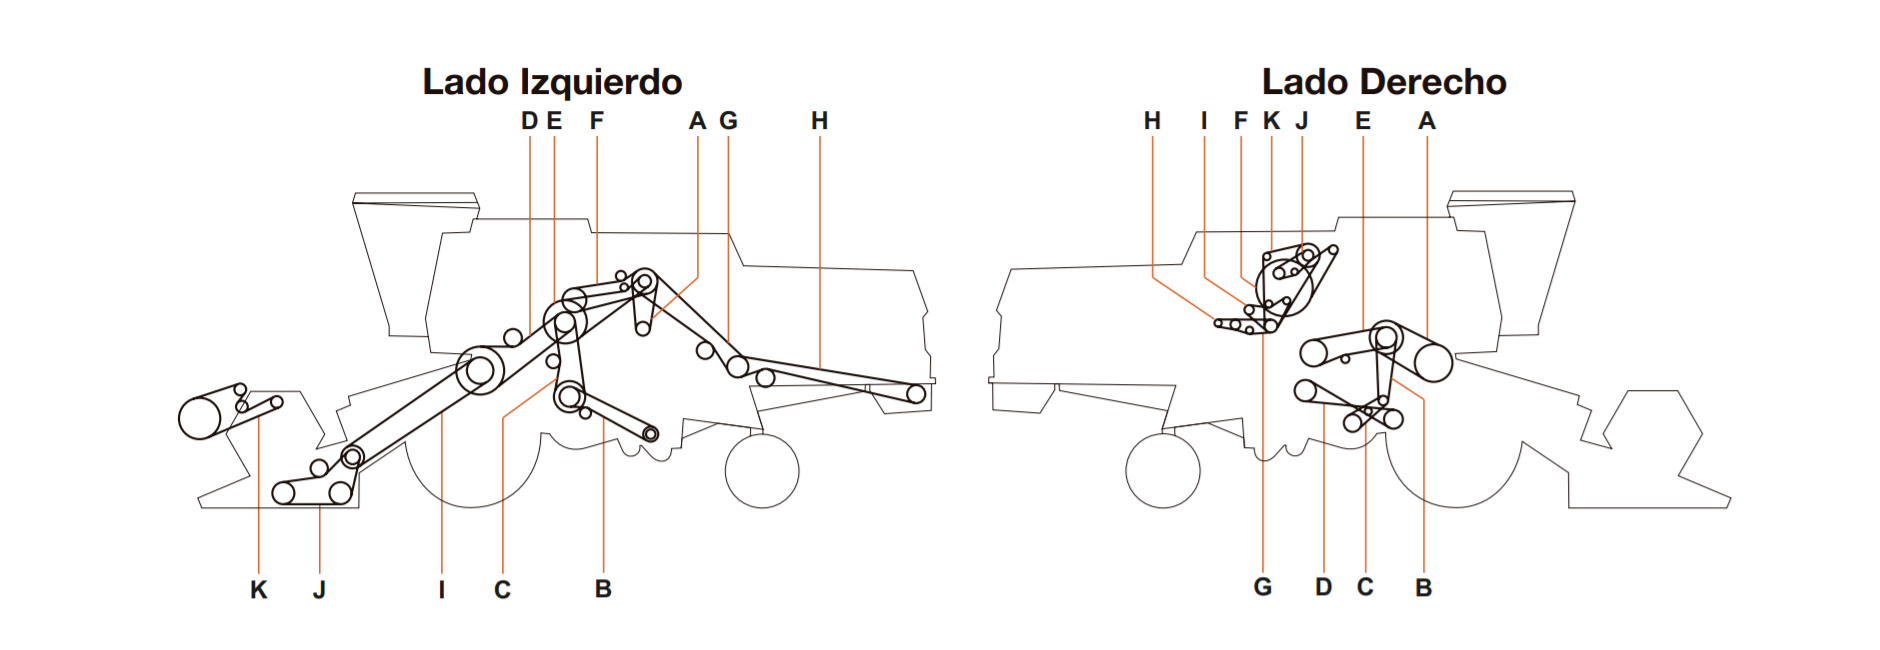 Lado Izquierdo
D E F A G H
K J I C B
Lado Derecho
H I F K J E A
G D C B